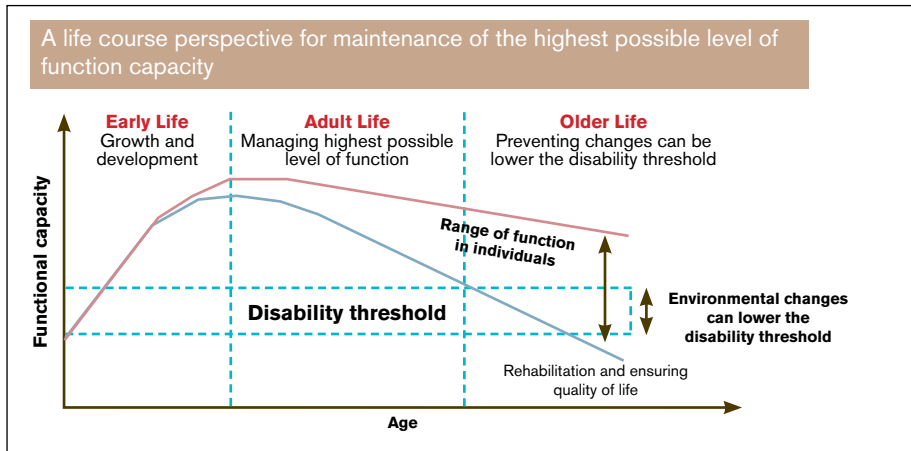 A life course perspective for maintenance of the highest possible level of
function capacity
Early Life
Growth and
development
Adult Life
Managing highest possible
level of function
Older Life
Preventing changes can be
lower the disability threshold
Functional capacity
Range of function
in individuals
Disability threshold
Environmental changes
can lower the
disability threshold
Rehabilitation and ensuring
quality of life
Age